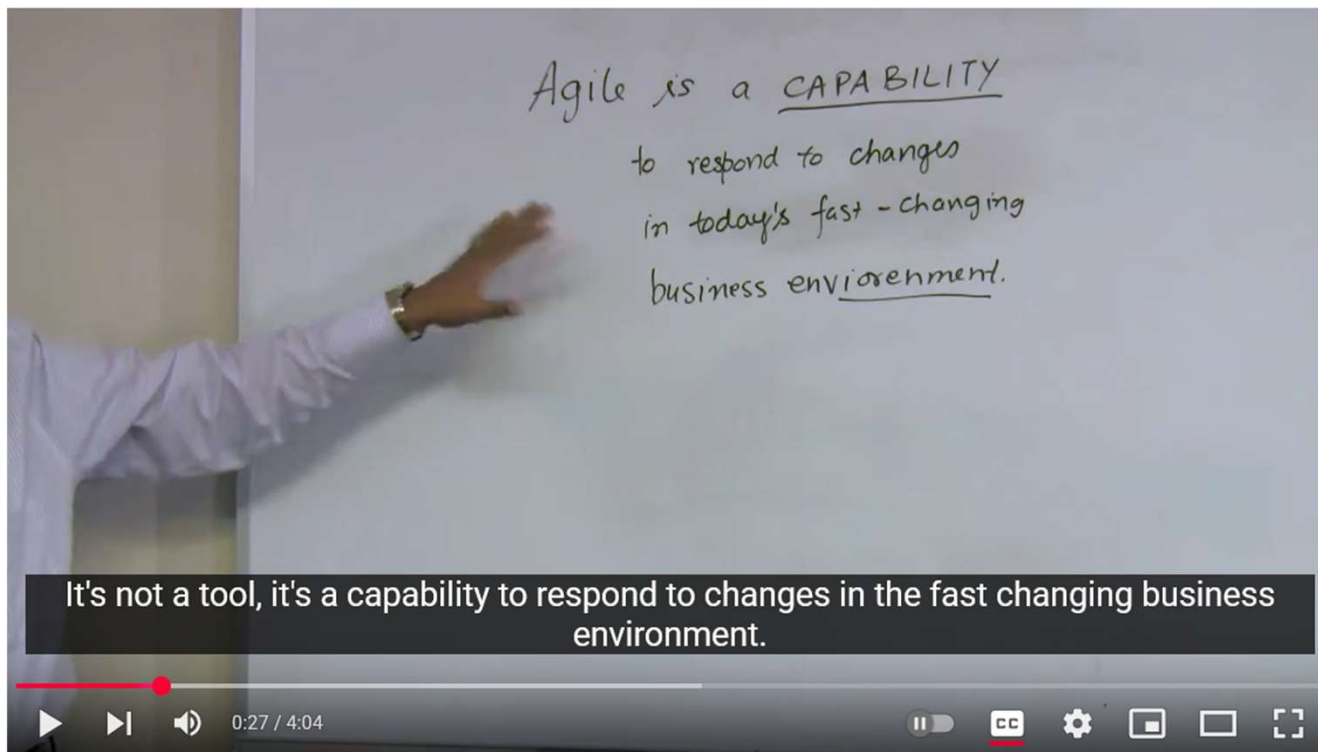 Agile is a CAPABILITY
to respond to changes
in today's fast-changing
business enviorenment.
It's not a tool, it's a capability to respond to changes in the fast changing business
environment.
0:27 / 4:04
CC